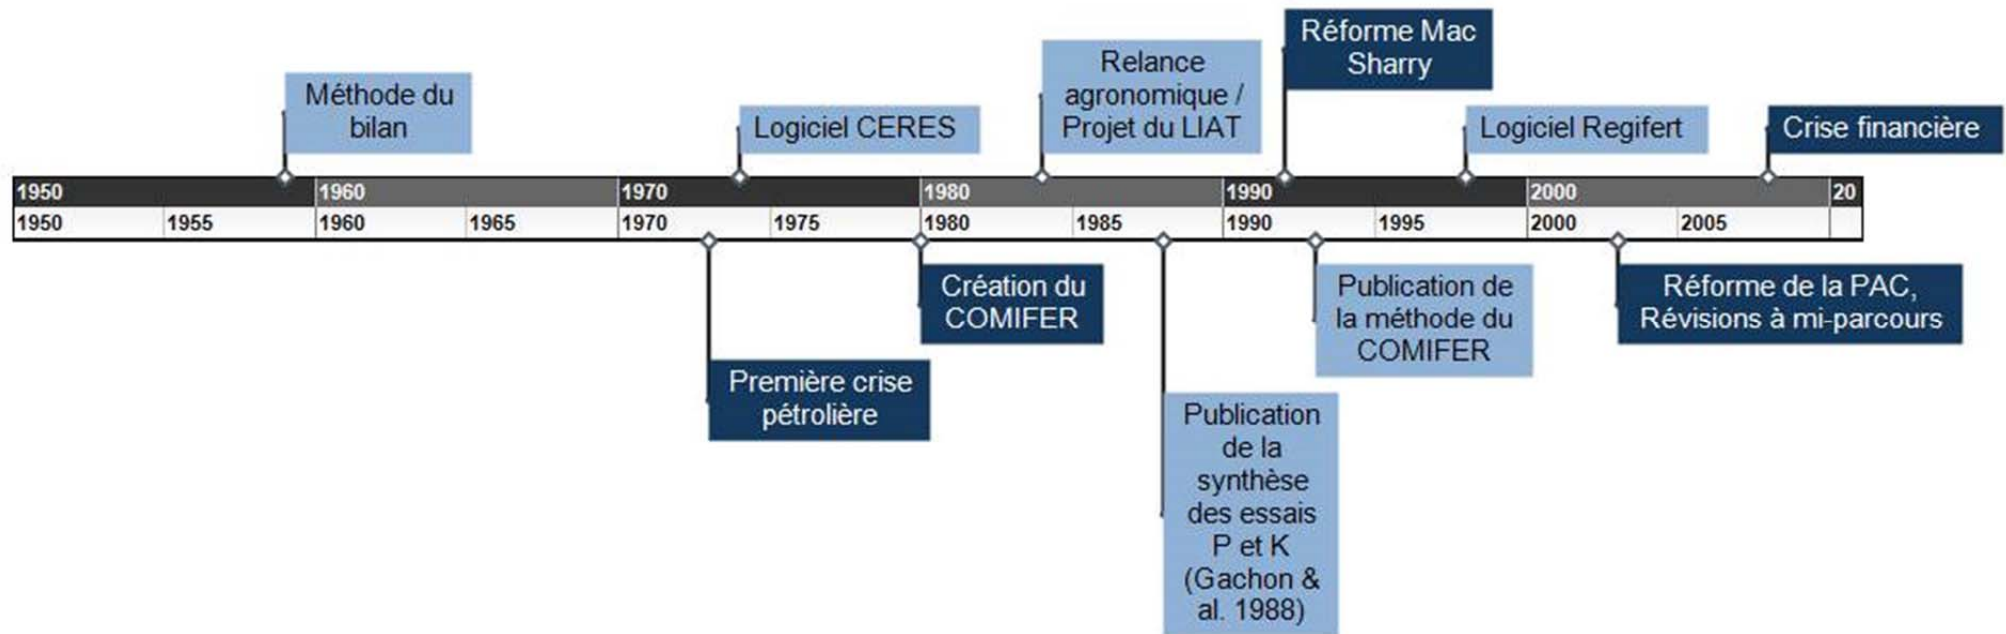 Méthode du
bilan
Logiciel CERES
Relance
agronomique /
Projet du LIAT
Réforme Mac
Sharry
Logiciel Regifert
Crise financière
1950 1960 1970 1980 1990 2000 20
1950 1955 1960 1965 1970 1975 1980 1985 1990 1995 2000 2005
Première crise
pétrolière
Création du
COMIFER
Publication
de la
synthèse
des essais
P et K
(Gachon &
al. 1988)
Publication de
la méthode du
COMIFER
Réforme de la PAC,
Révisions à mi-parcours